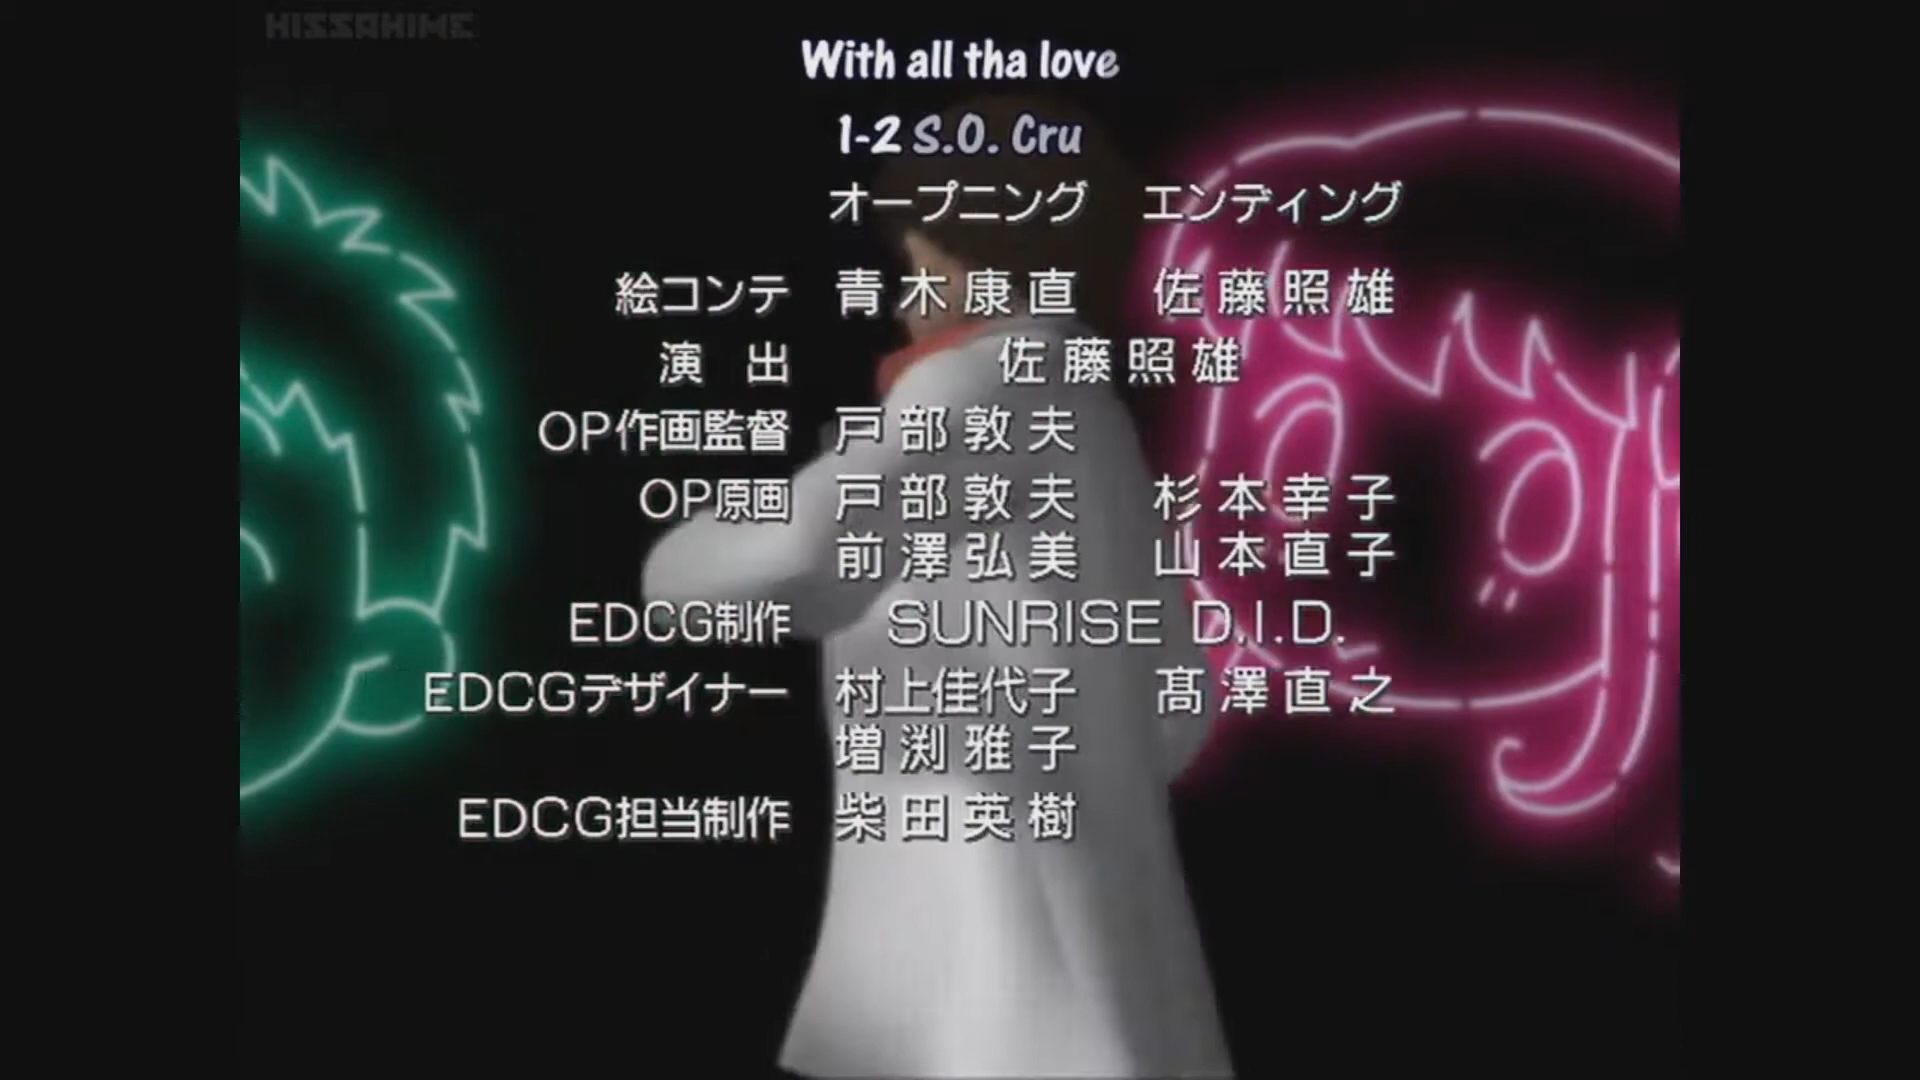 HISSAHIME
With all tha love
1-2 S.O. Cru
オープニング エンディング
絵コンテ 青木康直 佐藤照雄
演出 佐藤照雄
OP作画監督 戸部敦夫
OP原画 戸部敦夫 杉本幸子
前澤弘美 山本直子
EDCG制作 SUNRISE D.I.D.
EDCGデザイナー 村上佳代子 髙澤直之
増渕雅子
EDCG担当制作 柴田英樹